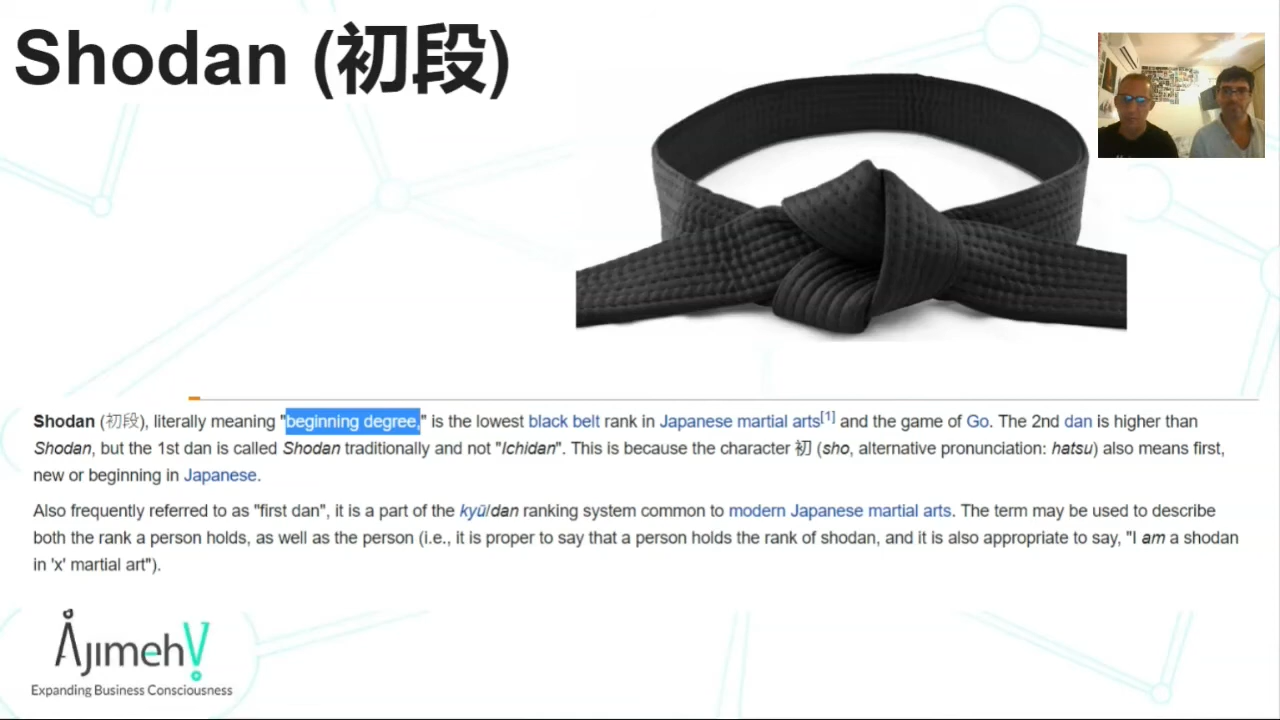 Shodan (初段)
Shodan (初段), literally meaning "beginning degree," is the lowest black belt rank in Japanese martial arts[1] and the game of Go. The 2nd dan is higher than
Shodan, but the 1st dan is called Shodan traditionally and not "Ichidan". This is because the character 初 (sho, alternative pronunciation: hatsu) also means first,
new or beginning in Japanese.
Also frequently referred to as "first dan", it is a part of the kyū/dan ranking system common to modern Japanese martial arts. The term may be used to describe
both the rank a person holds, as well as the person (i.e., it is proper to say that a person holds the rank of shodan, and it is also appropriate to say, "I am a shodan
in 'x' martial art").
AjimehV
Expanding Business Consciousness